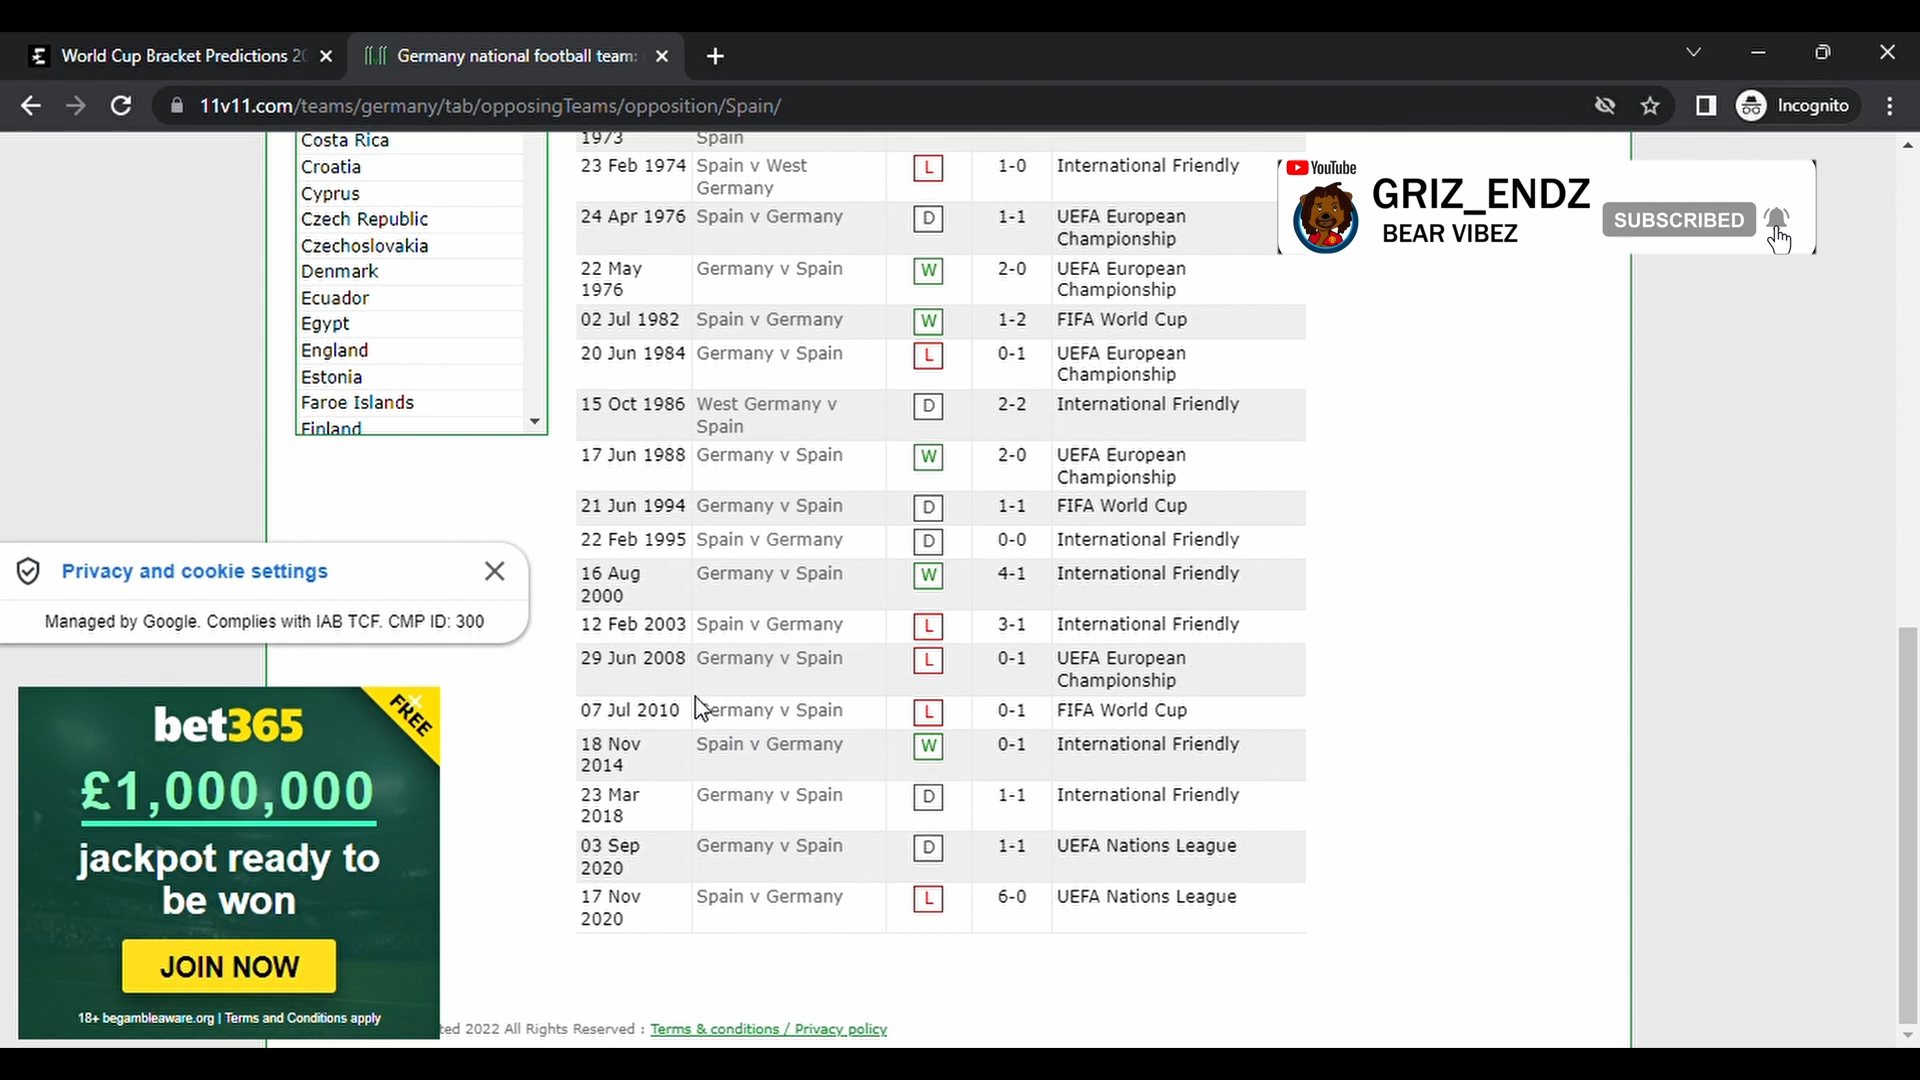 World Cup Bracket Predictions 20
Germany national football team:
11v11.com/teams/germany/tab/opposingTeams/opposition/Spain/
Incognito
Costa Rica
Croatia
Cyprus
Czech Republic
Czechoslovakia
Denmark
Ecuador
Egypt
England
Estonia
Faroe Islands
Finland
1973 Spain
23 Feb 1974 Spain v West Germany L 1-0 International Friendly
24 Apr 1976 Spain v Germany D 1-1 UEFA European Championship
22 May 1976 Germany v Spain W 2-0 UEFA European Championship
02 Jul 1982 Spain v Germany W 1-2 FIFA World Cup
20 Jun 1984 Germany v Spain L 0-1 UEFA European Championship
15 Oct 1986 West Germany v Spain D 2-2 International Friendly
17 Jun 1988 Germany v Spain W 2-0 UEFA European Championship
21 Jun 1994 Germany v Spain D 1-1 FIFA World Cup
22 Feb 1995 Spain v Germany D 0-0 International Friendly
16 Aug 2000 Germany v Spain W 4-1 International Friendly
12 Feb 2003 Spain v Germany L 3-1 International Friendly
29 Jun 2008 Germany v Spain L 0-1 UEFA European Championship
07 Jul 2010 Germany v Spain L 0-1 FIFA World Cup
18 Nov 2014 Spain v Germany W 0-1 International Friendly
23 Mar 2018 Germany v Spain D 1-1 International Friendly
03 Sep 2020 Germany v Spain D 1-1 UEFA Nations League
17 Nov 2020 Spain v Germany L 6-0 UEFA Nations League
YouTube
GRIZ_ENDZ
BEAR VIBEZ
SUBSCRIBED
Privacy and cookie settings
Managed by Google. Complies with IAB TCF. CMP ID: 300
FREE
bet365
£1,000,000
jackpot ready to
be won
JOIN NOW
18+ begambleaware.org | Terms and Conditions apply
ted 2022 All Rights Reserved : Terms & conditions / Privacy policy